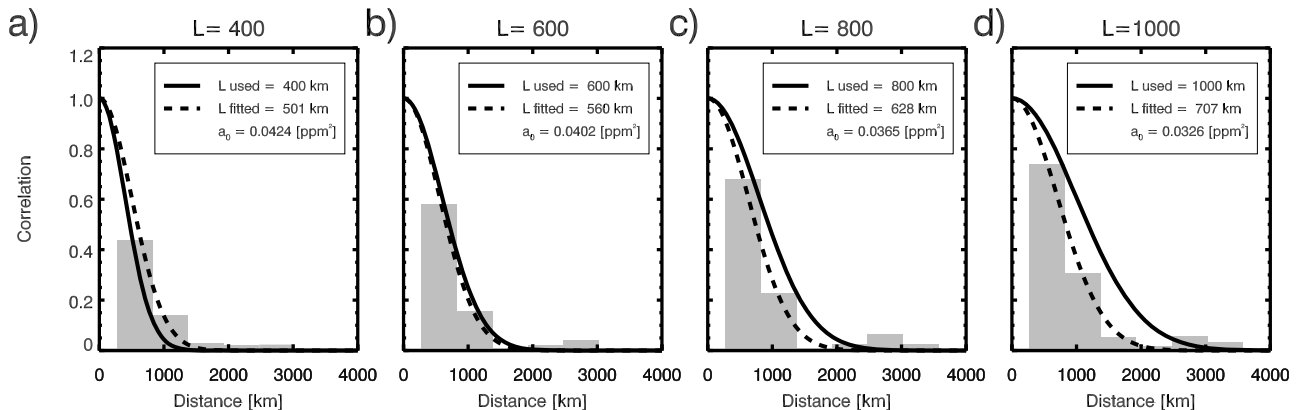 a) L= 400 b) L= 600 c) L= 800 d) L=1000
1.2
1.0
0.8
0.6
0.4
0.2
0
Correlation
L used = 400 km
L fitted = 501 km
a₀ = 0.0424 [ppm²]
L used = 600 km
L fitted = 560 km
a₀ = 0.0402 [ppm²]
L used = 800 km
L fitted = 628 km
a₀ = 0.0365 [ppm²]
L used = 1000 km
L fitted = 707 km
a₀ = 0.0326 [ppm²]
0 1000 2000 3000 4000 0 1000 2000 3000 4000 0 1000 2000 3000 4000 0 1000 2000 3000 4000
Distance [km] Distance [km] Distance [km] Distance [km]